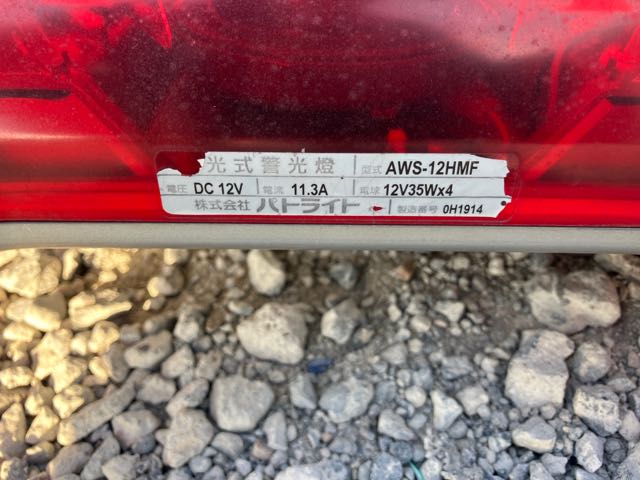 光式警光燈 型式 AWS-12HMF
電圧 DC 12V 電流 11.3A 電球 12V35Wx4
株式会社 パトライト 製造番号 0H1914